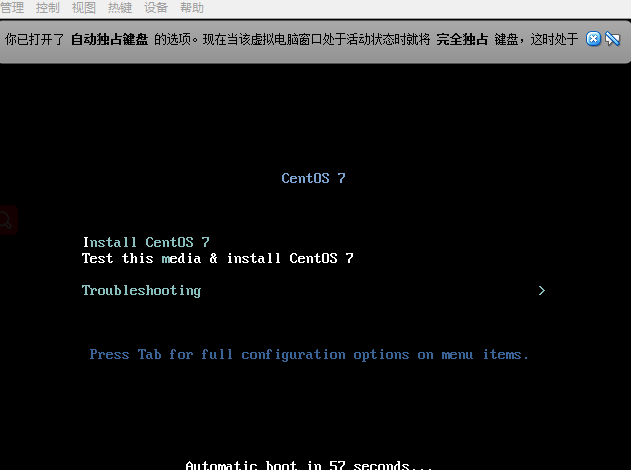 管理 控制 视图 热键 设备 帮助
你已打开了 自动独占健盘 的选项。现在当该虚拟电脑窗口处于活动状态时就将 完全独占 键盘，这时处于
CentOS 7
Install CentOS 7
Test this media & install CentOS 7
Troubleshooting >
Press Tab for full configuration options on menu items.
Automatic boot in 57 seconds...